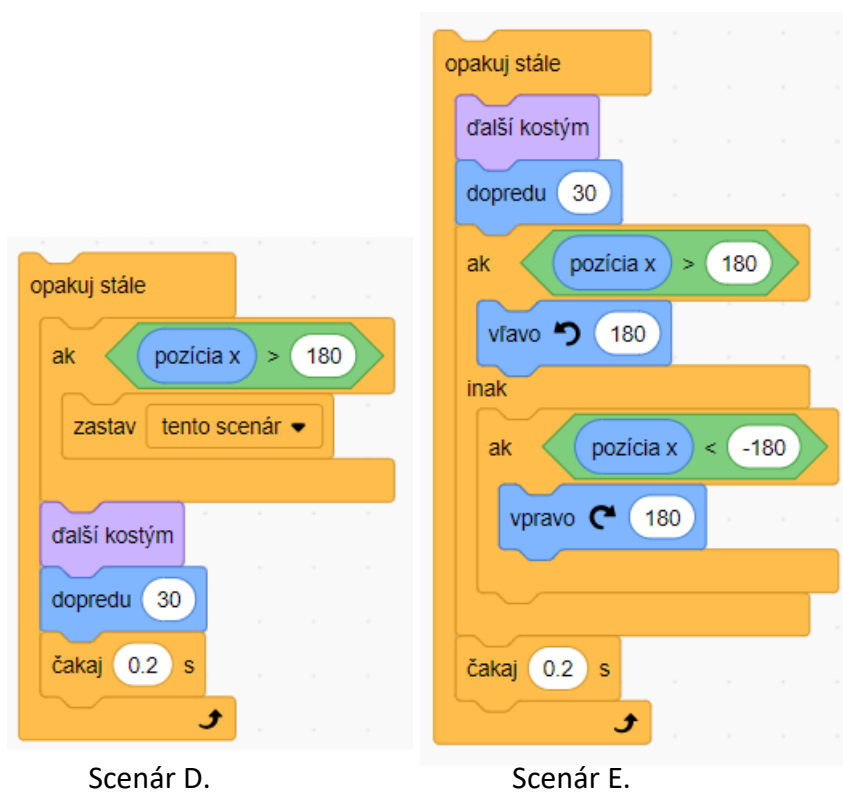 opakuj stále
ak pozícia x > 180
zastav tento scenár
ďalší kostým
dopredu 30
čakaj 0.2 s
Scenár D.
opakuj stále
ďalší kostým
dopredu 30
ak pozícia x > 180
vľavo 180
inak
ak pozícia x < -180
vpravo 180
čakaj 0.2 s
Scenár E.